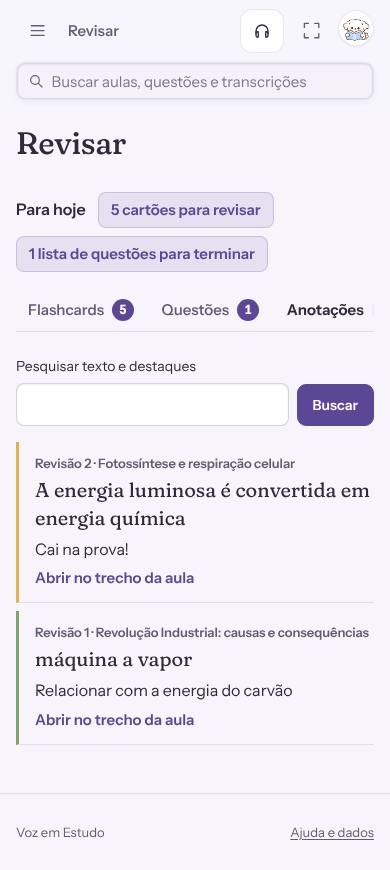 Revisar
Buscar aulas, questões e transcrições
Revisar
Para hoje
5 cartões para revisar
1 lista de questões para terminar
Flashcards 5 Questões 1 Anotações
Pesquisar texto e destaques
Buscar
Revisão 2 · Fotossíntese e respiração celular
A energia luminosa é convertida em
energia química
Cai na prova!
Abrir no trecho da aula
Revisão 1 · Revolução Industrial: causas e consequências
máquina a vapor
Relacionar com a energia do carvão
Abrir no trecho da aula
Voz em Estudo
Ajuda e dados